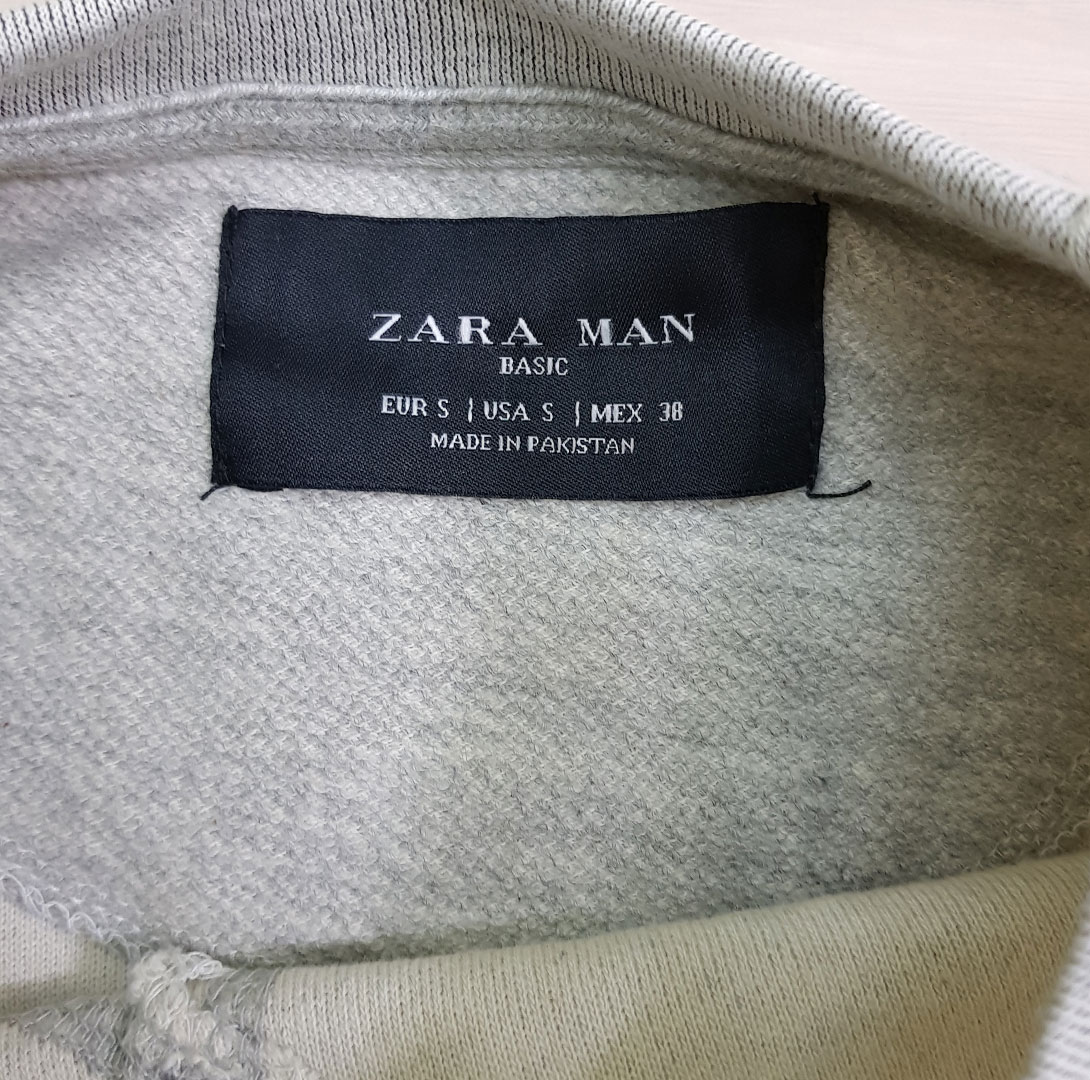 ZARA MAN
BASIC
EUR S | USA S | MEX 38
MADE IN PAKISTAN